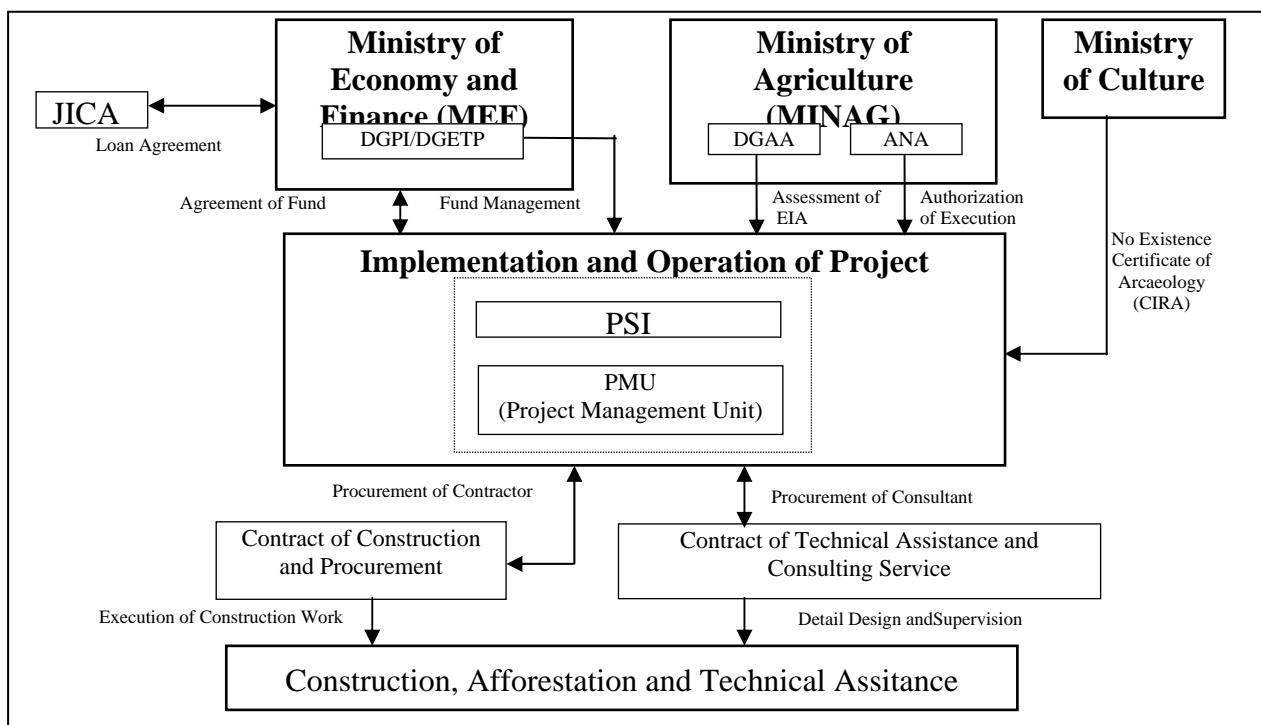 Ministry of
Economy and
Finance (MEF)
DGPI/DGETP
Ministry of
Agriculture
(MINAG)
DGAA
ANA
Ministry
of Culture
JICA
Loan Agreement
Agreement of Fund
Fund Management
Assessment of
EIA
Authorization
of Execution
No Existence
Certificate of
Arcaeology
(CIRA)
Implementation and Operation of Project
PSI
PMU
(Project Management Unit)
Procurement of Contractor
Procurement of Consultant
Contract of Construction
and Procurement
Contract of Technical Assistance and
Consulting Service
Execution of Construction Work
Detail Design andSupervision
Construction, Afforestation and Technical Assitance